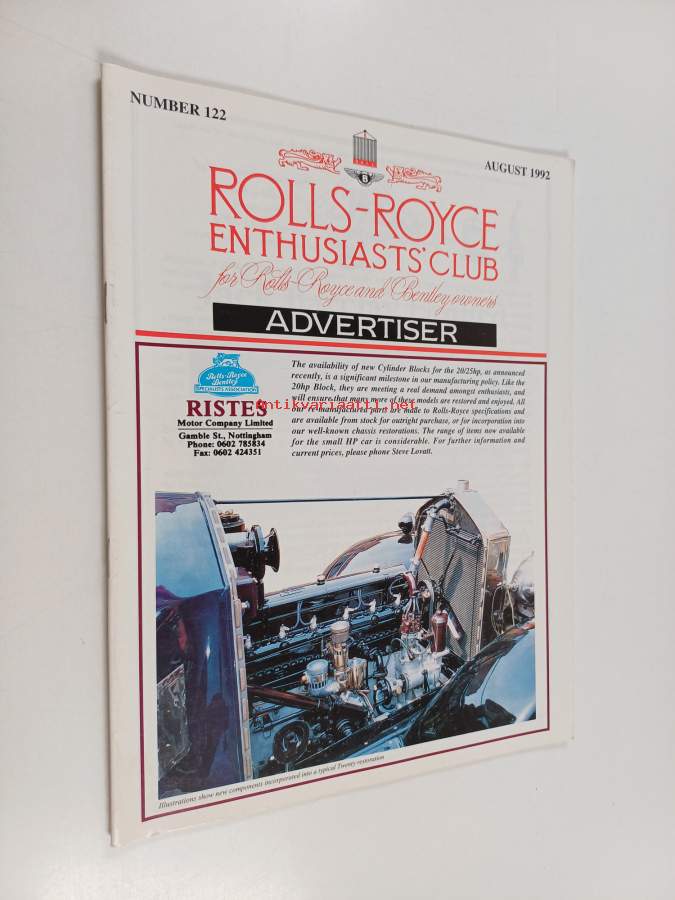 NUMBER 122
AUGUST 1992
ROLLS-ROYCE
ENTHUSIASTS' CLUB
for Rolls-Royce and Bentley owners
ADVERTISER
Rolls-Royce
Bentley
SPECIALISTS ASSOCIATION
RISTES
Motor Company Limited
Gamble St., Nottingham
Phone: 0602 785834
Fax: 0602 424351
The availability of new Cylinder Blocks for the 20/25hp, as announced
recently, is a significant milestone in our manufacturing policy. Like the
20hp Block, they are meeting a real demand amongst enthusiasts, and
will ensure that many more of these models are restored and enjoyed. All
our re-manufactured parts are made to Rolls-Royce specifications and
are available from stock for outright purchase, or for incorporation into
our well-known chassis restorations. The range of items now available
for the small HP car is considerable. For further information and
current prices, please phone Steve Lovatt.
Antikvariaatti.net
Illustrations show new components incorporated into a typical Twenty restoration